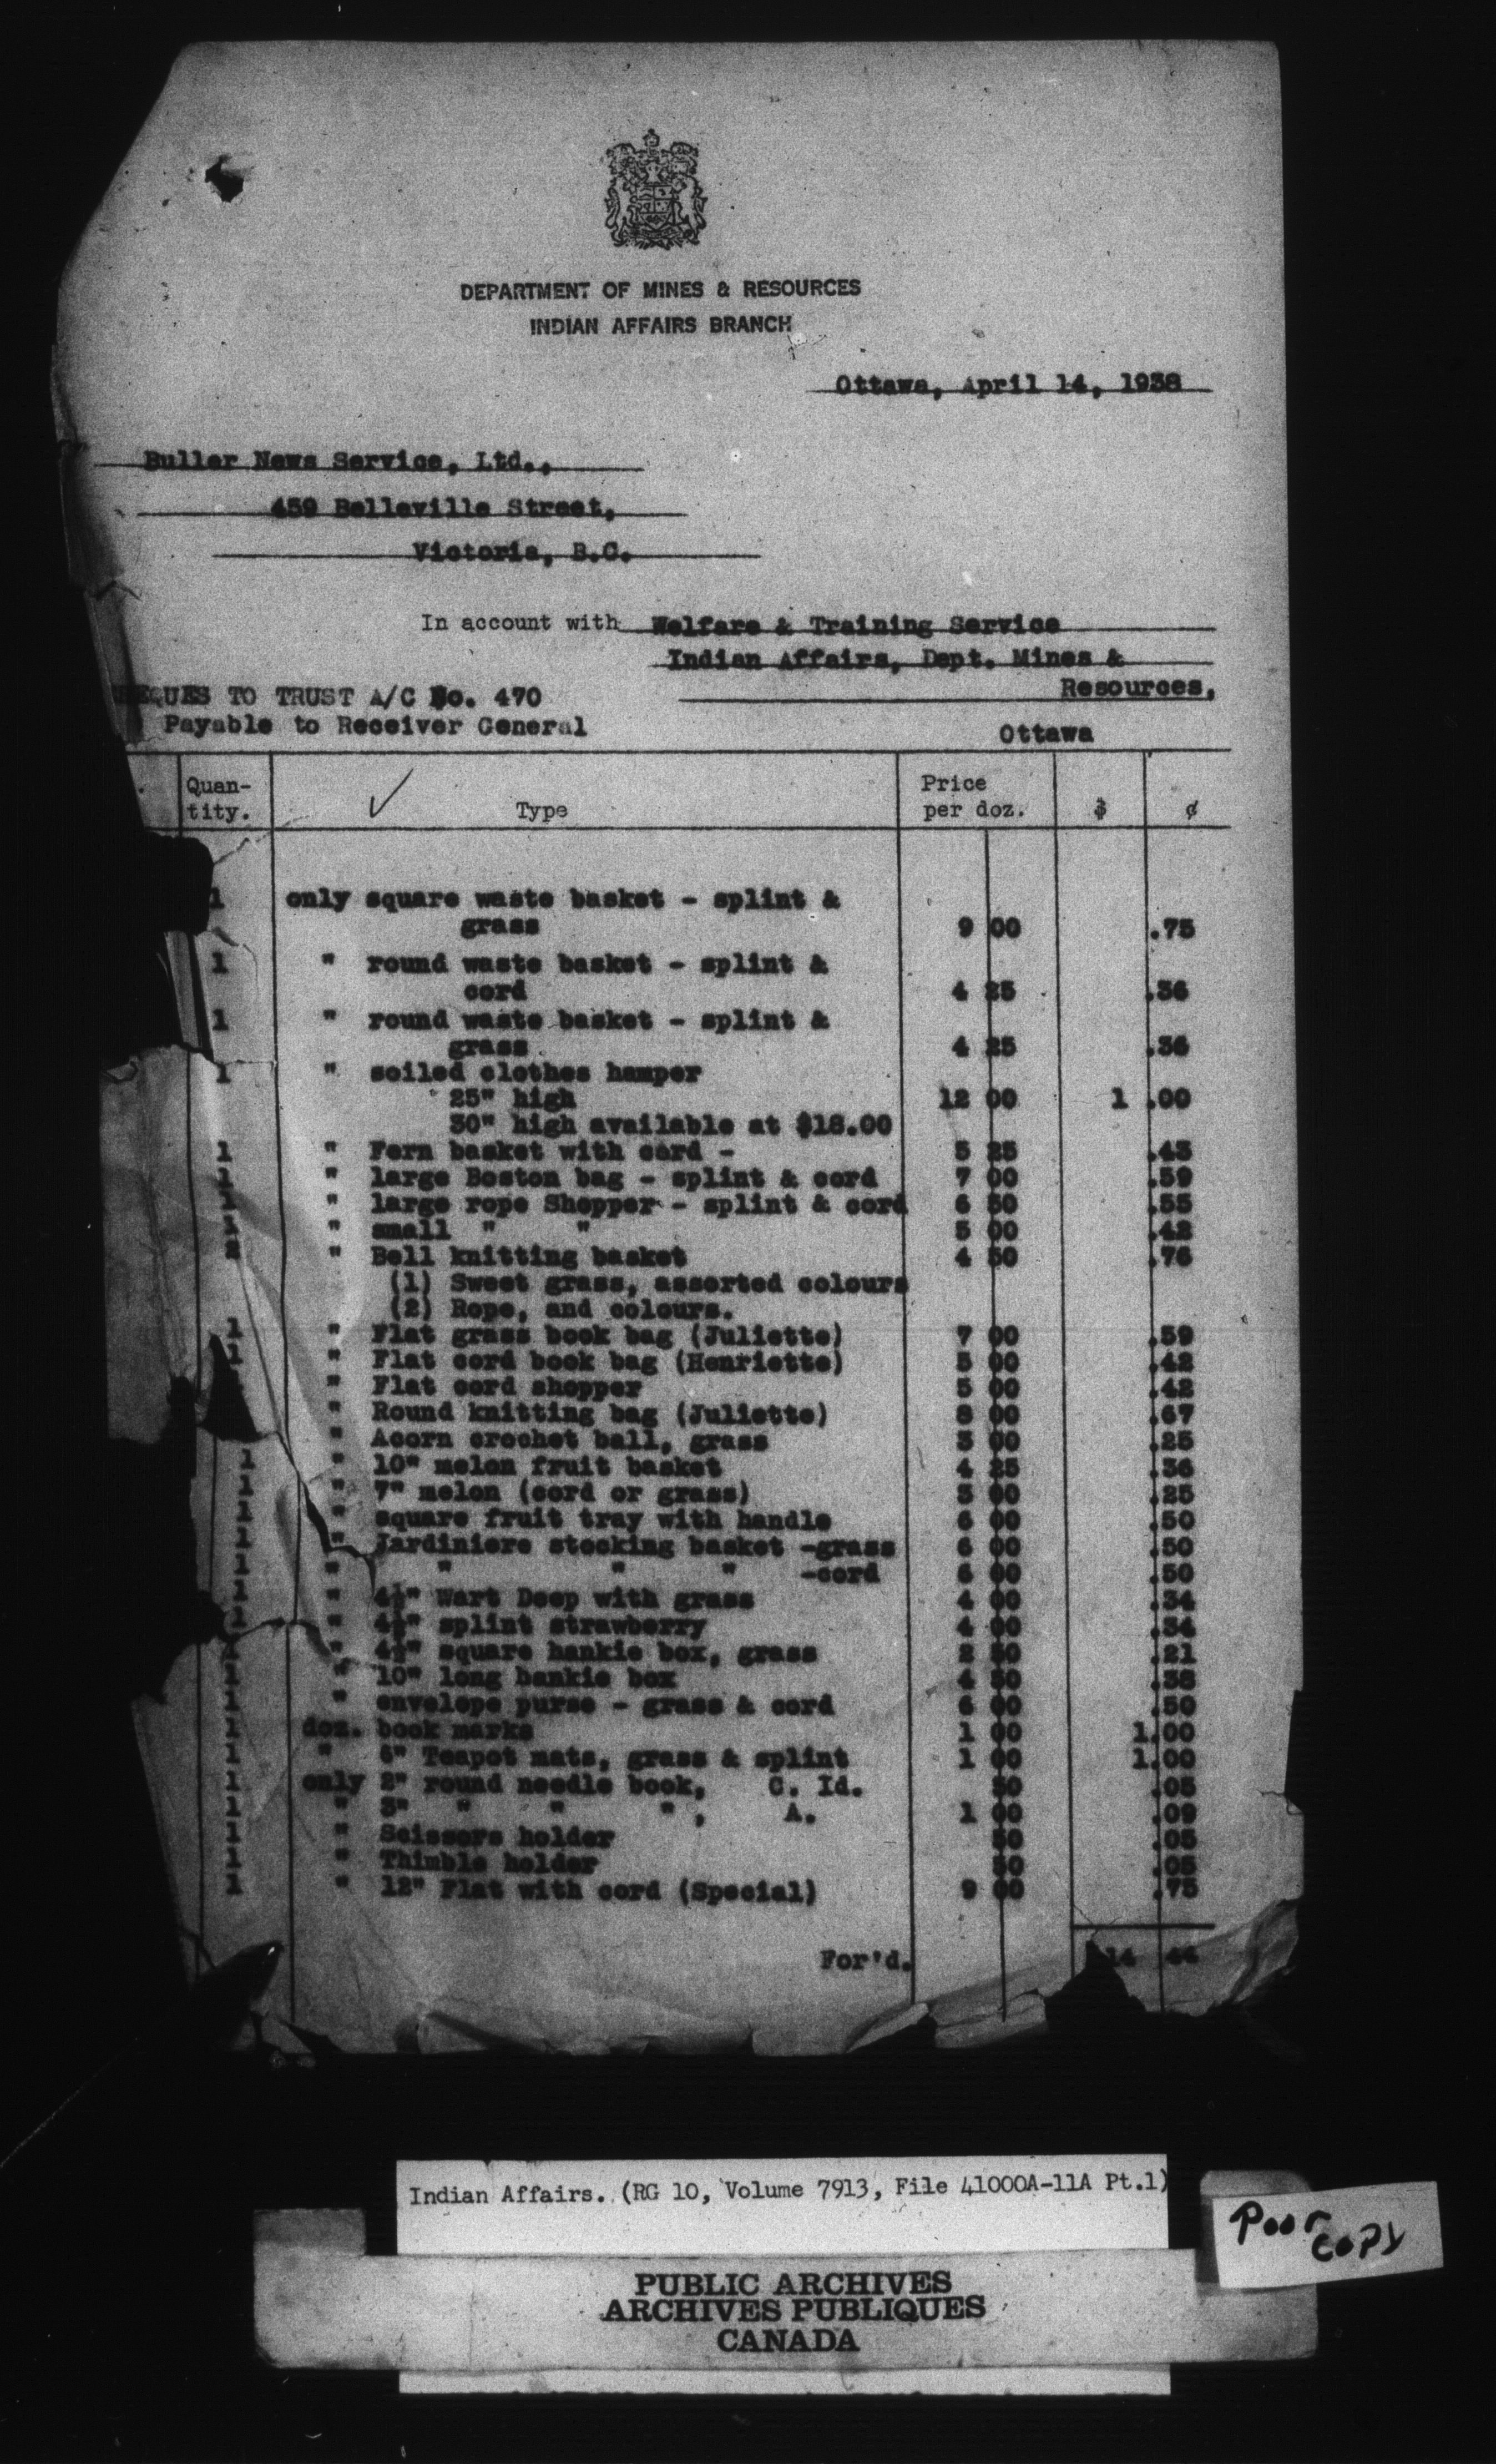 DEPARTMENT OF MINES & RESOURCES
INDIAN AFFAIRS BRANCH
Ottawa, April 14, 1938
Buller News Service, Ltd.,
459 Belleville Street,
Victoria, B.C.
In account with Welfare & Training Service
Indian Affairs, Dept. Mines &
Resources,
EQUES TO TRUST A/C No. 470
Payable to Receiver General
Ottawa
Quan- Price
tity. Type per doz. $ ¢
1 only square waste basket - splint &
grass 9 00 .75
1 " round waste basket - splint &
cord 4 25 .36
1 " round waste basket - splint &
grass 4 25 .36
1 " soiled clothes hamper
25" high 12 00 1 .00
30" high available at $18.00
1 " Fern basket with cord - 5 25 .43
1 " large Boston bag - splint & cord 7 00 .59
1 " large rope Shopper - splint & cord 6 50 .55
1 " small " " 5 00 .42
2 " Bell knitting basket 4 50 .76
(1) Sweet grass, assorted colours
(2) Rope, and colours.
1 " Flat grass book bag (Juliette) 7 00 .59
1 " Flat cord book bag (Henriette) 5 00 .42
" Flat cord shopper 5 00 .42
" Round knitting bag (Juliette) 8 00 .67
" Acorn crochet ball, grass 3 00 .25
1 " 10" melon fruit basket 4 25 .36
1 " 7" melon (cord or grass) 3 00 .25
1 " square fruit tray with handle 6 00 .50
1 " Jardiniere stocking basket -grass 6 00 .50
1 " " " " -cord 6 00 .50
1 " 4½" Wart Deep with grass 4 00 .34
1 " 4½" splint strawberry 4 00 .34
" 4½" square hankie box, grass 2 50 .21
1 " 10" long hankie box 4 50 .38
1 " envelope purse - grass & cord 6 00 .50
1 doz. book marks 1 00 1.00
1 " 6" Teapot mats, grass & splint 1 00 1.00
1 only 2" round needle book, C. Id. 50 .05
1 " 3" " " ", A. 1 00 .09
1 " Scissors holder 50 .05
1 " Thimble holder 50 .05
1 " 12" Flat with cord (Special) 9 00 .75
For'd. 14 44
Indian Affairs. (RG 10, Volume 7913, File 41000A-11A Pt.1)
Poor
COPY
PUBLIC ARCHIVES
ARCHIVES PUBLIQUES
CANADA